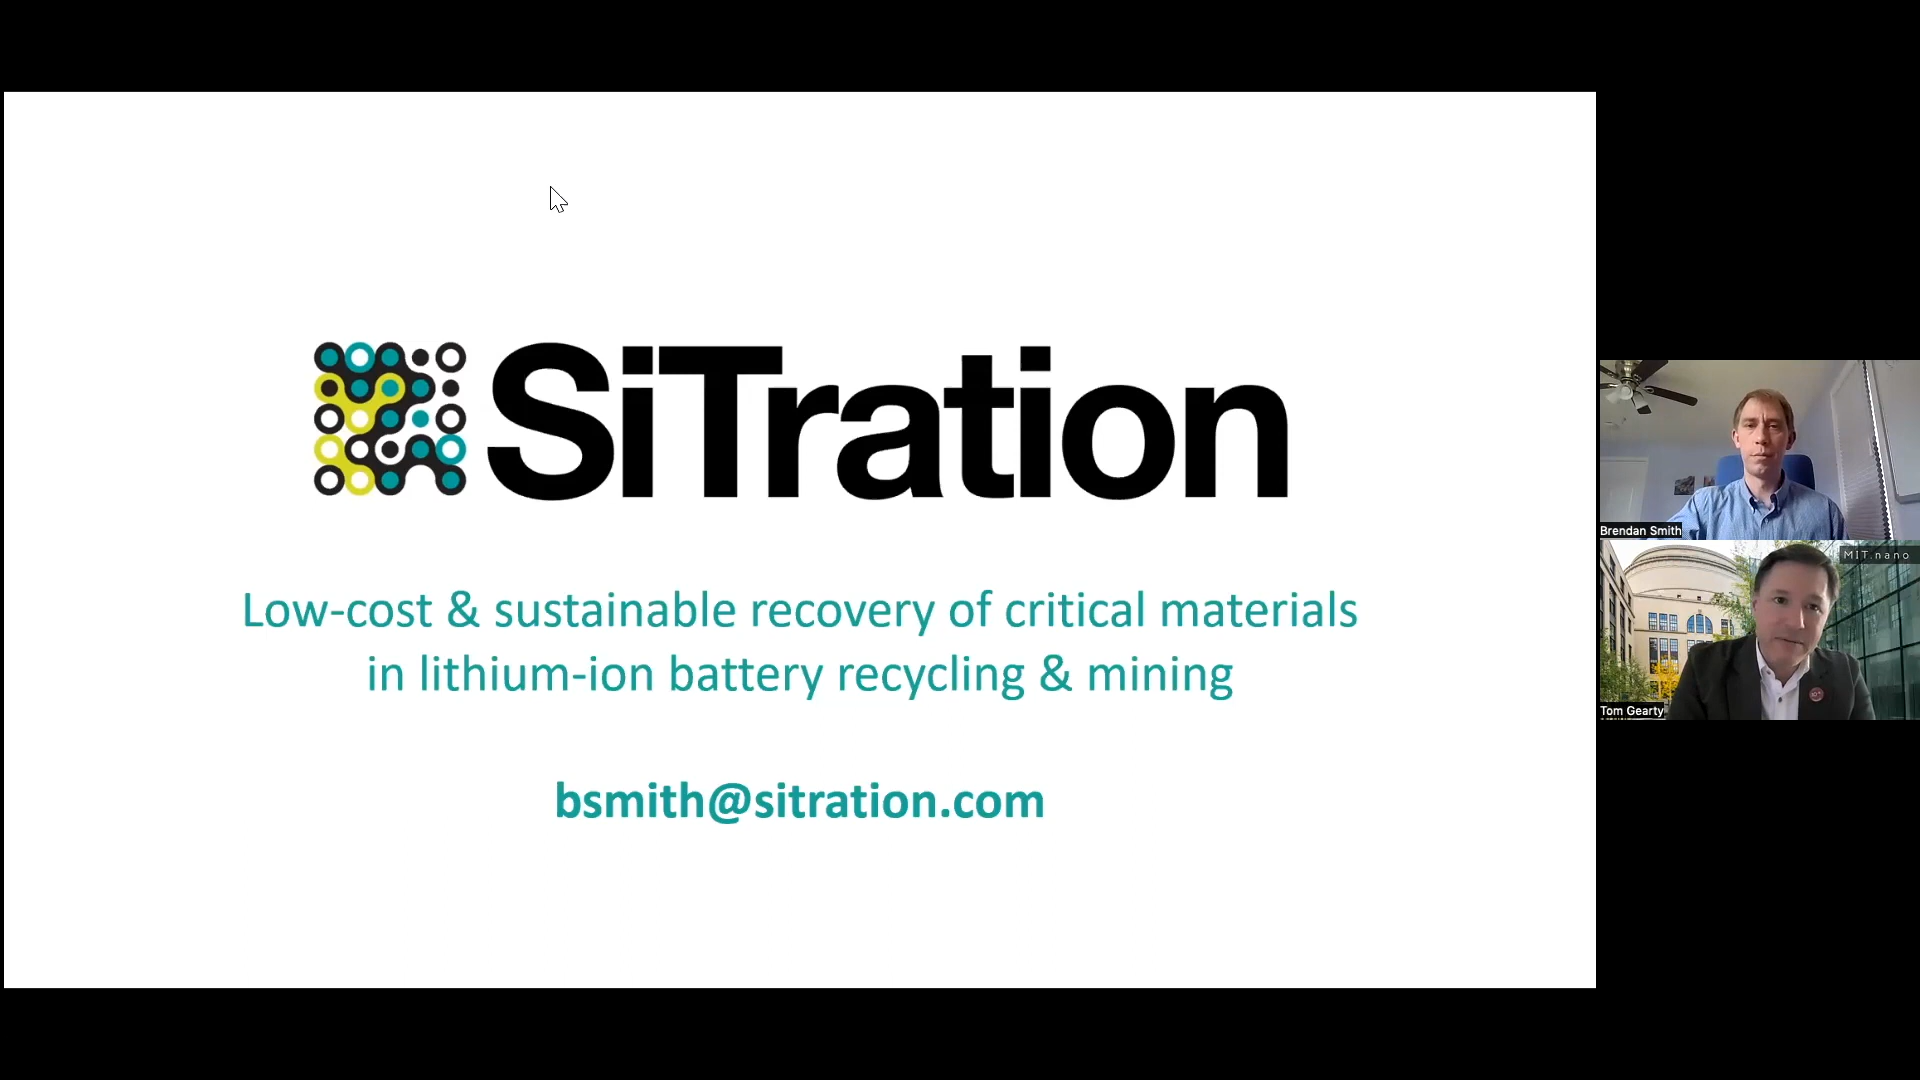 SiTration
Low-cost & sustainable recovery of critical materials
in lithium-ion battery recycling & mining
bsmith@sitration.com
Brendan Smith
MIT.nano
Tom Gearty